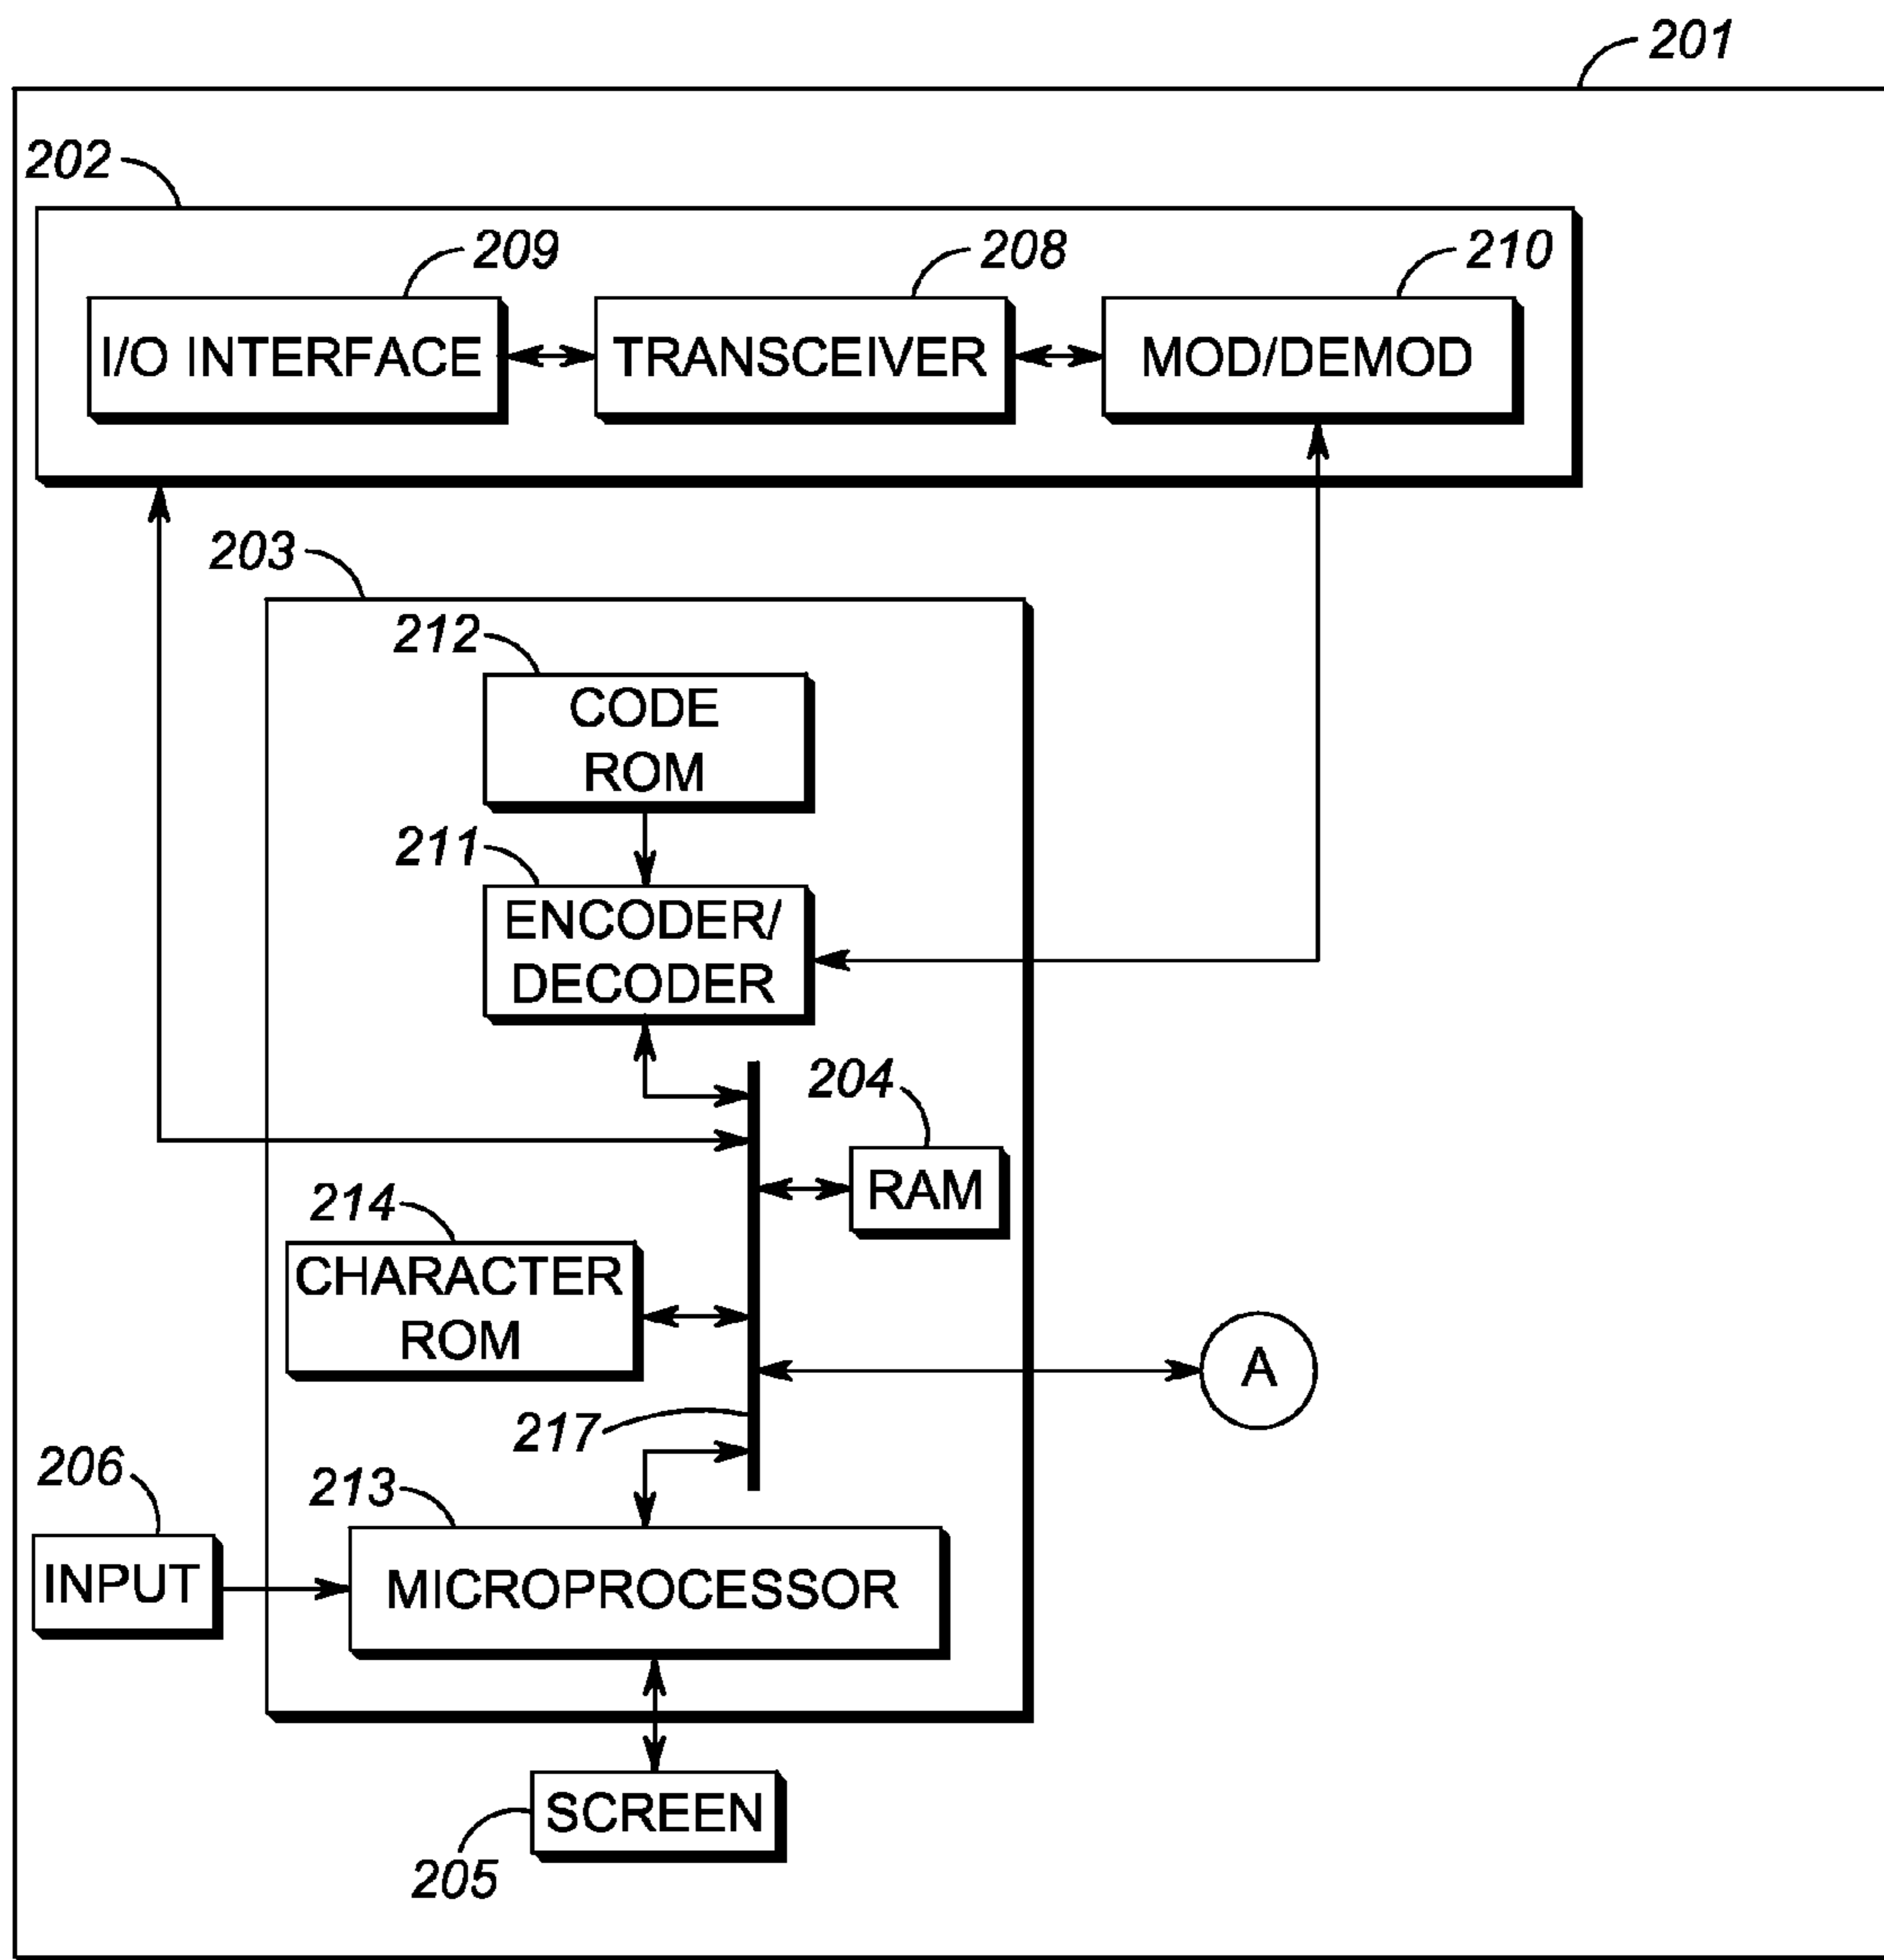 201
202
209
208
210
I/O INTERFACE
TRANSCEIVER
MOD/DEMOD
203
212
CODE
ROM
211
ENCODER/
DECODER
204
RAM
214
CHARACTER
ROM
A
217
206
213
INPUT
MICROPROCESSOR
SCREEN
205